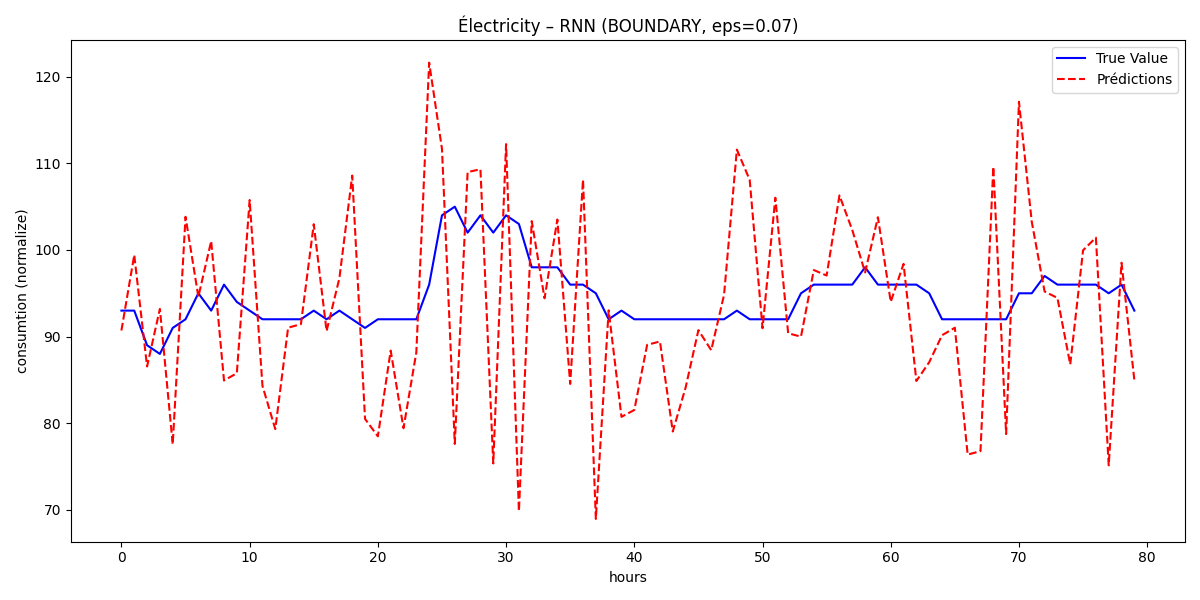 Électricity – RNN (BOUNDARY, eps=0.07)
True Value
Prédictions
consumtion (normalize)
120
110
100
90
80
70
0 10 20 30 40 50 60 70 80
hours